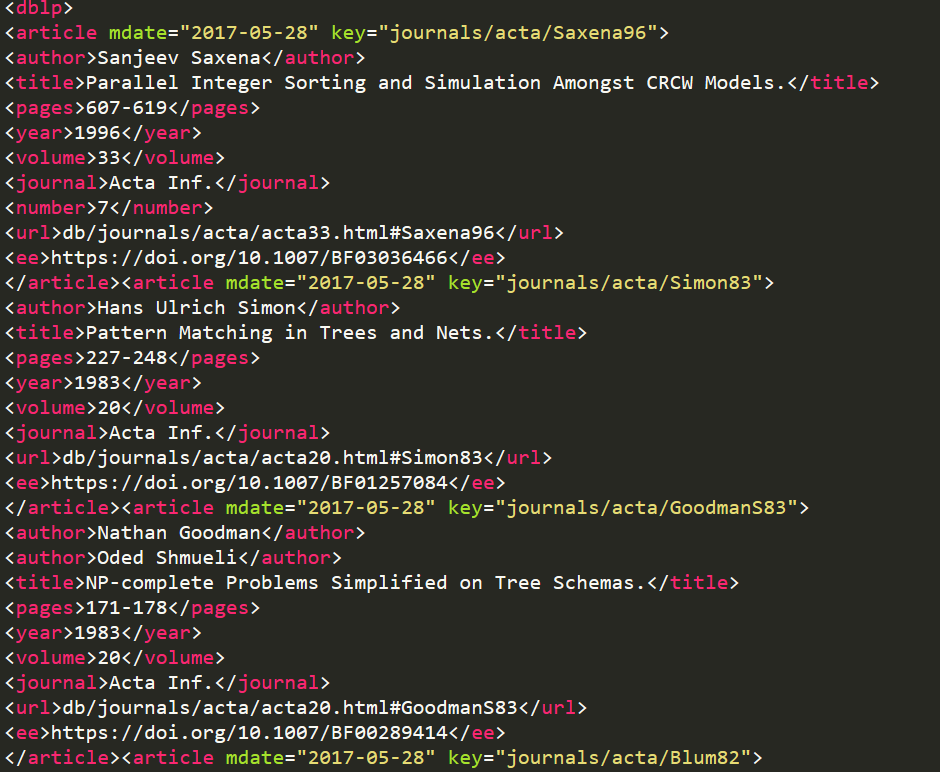 <dblp>
<article mdate="2017-05-28" key="journals/acta/Saxena96">
<author>Sanjeev Saxena</author>
<title>Parallel Integer Sorting and Simulation Amongst CRCW Models.</title>
<pages>607-619</pages>
<year>1996</year>
<volume>33</volume>
<journal>Acta Inf.</journal>
<number>7</number>
<url>db/journals/acta/acta33.html#Saxena96</url>
<ee>https://doi.org/10.1007/BF03036466</ee>
</article><article mdate="2017-05-28" key="journals/acta/Simon83">
<author>Hans Ulrich Simon</author>
<title>Pattern Matching in Trees and Nets.</title>
<pages>227-248</pages>
<year>1983</year>
<volume>20</volume>
<journal>Acta Inf.</journal>
<url>db/journals/acta/acta20.html#Simon83</url>
<ee>https://doi.org/10.1007/BF01257084</ee>
</article><article mdate="2017-05-28" key="journals/acta/GoodmanS83">
<author>Nathan Goodman</author>
<author>Oded Shmueli</author>
<title>NP-complete Problems Simplified on Tree Schemas.</title>
<pages>171-178</pages>
<year>1983</year>
<volume>20</volume>
<journal>Acta Inf.</journal>
<url>db/journals/acta/acta20.html#GoodmanS83</url>
<ee>https://doi.org/10.1007/BF00289414</ee>
</article><article mdate="2017-05-28" key="journals/acta/Blum82">